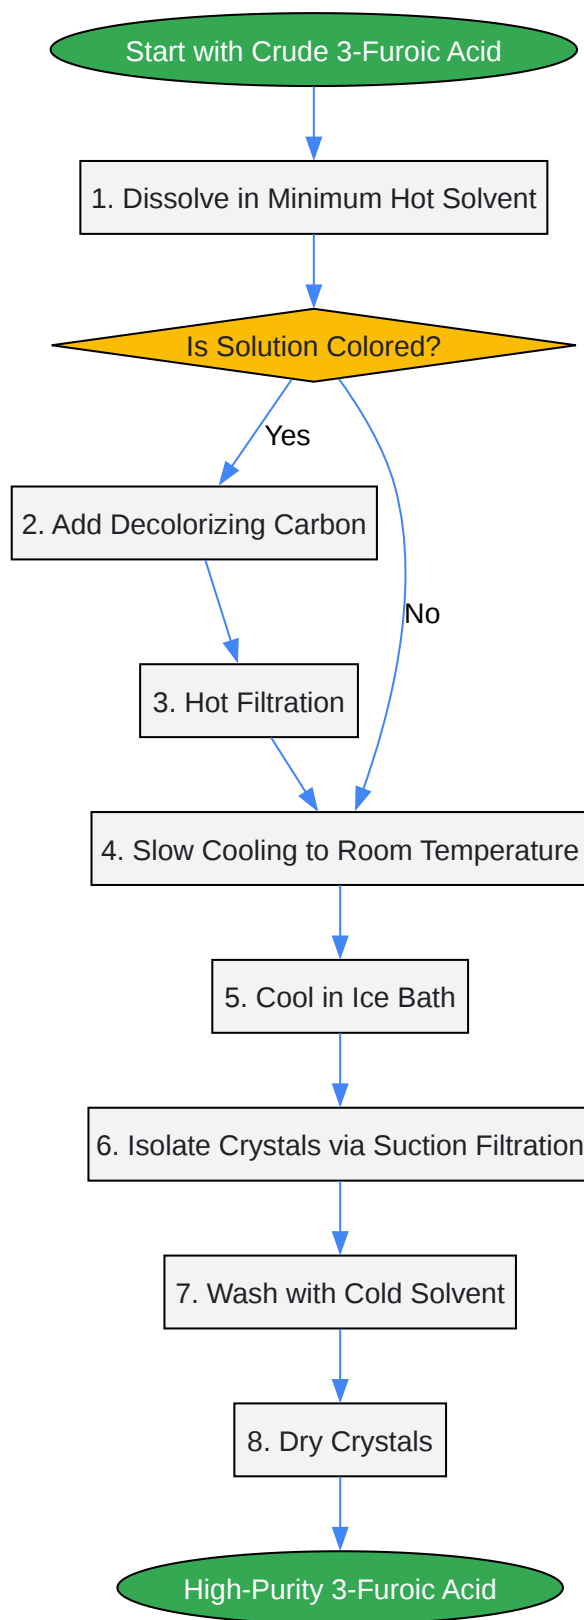 Start with Crude 3-Furoic Acid
1. Dissolve in Minimum Hot Solvent
Is Solution Colored?
Yes
2. Add Decolorizing Carbon
No
3. Hot Filtration
4. Slow Cooling to Room Temperature
5. Cool in Ice Bath
6. Isolate Crystals via Suction Filtration
7. Wash with Cold Solvent
8. Dry Crystals
High-Purity 3-Furoic Acid